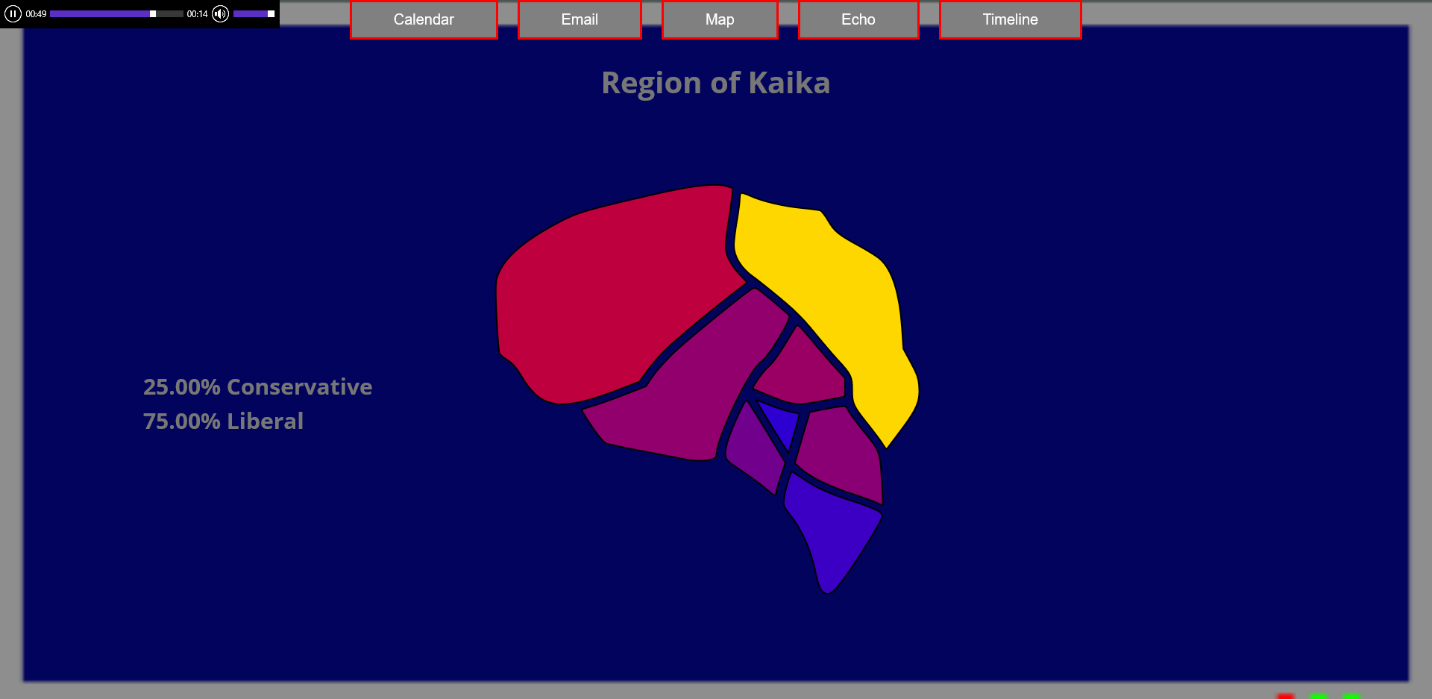 00:49 00:14
Calendar Email Map Echo Timeline
Region of Kaika
25.00% Conservative
75.00% Liberal